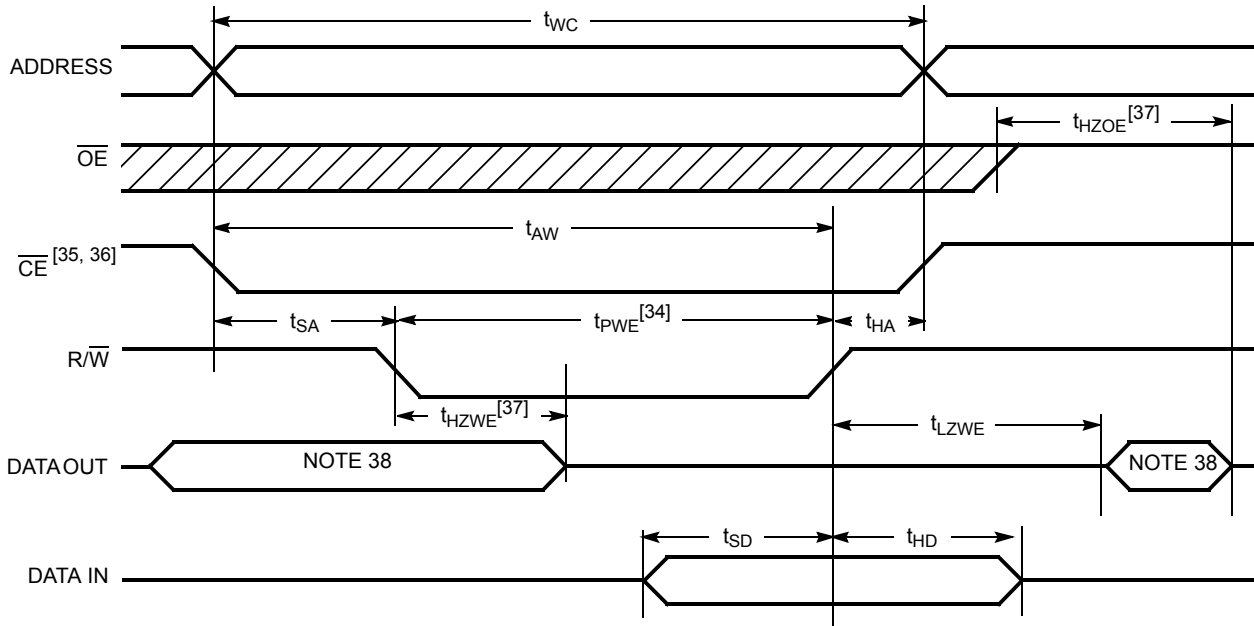 tWC
ADDRESS
tHZOE[37]
OE
tAW
CE [35, 36]
tSA
tPWE[34]
tHA
R/W
tHZWE[37]
tLZWE
DATA OUT
NOTE 38
NOTE 38
tSD
tHD
DATA IN